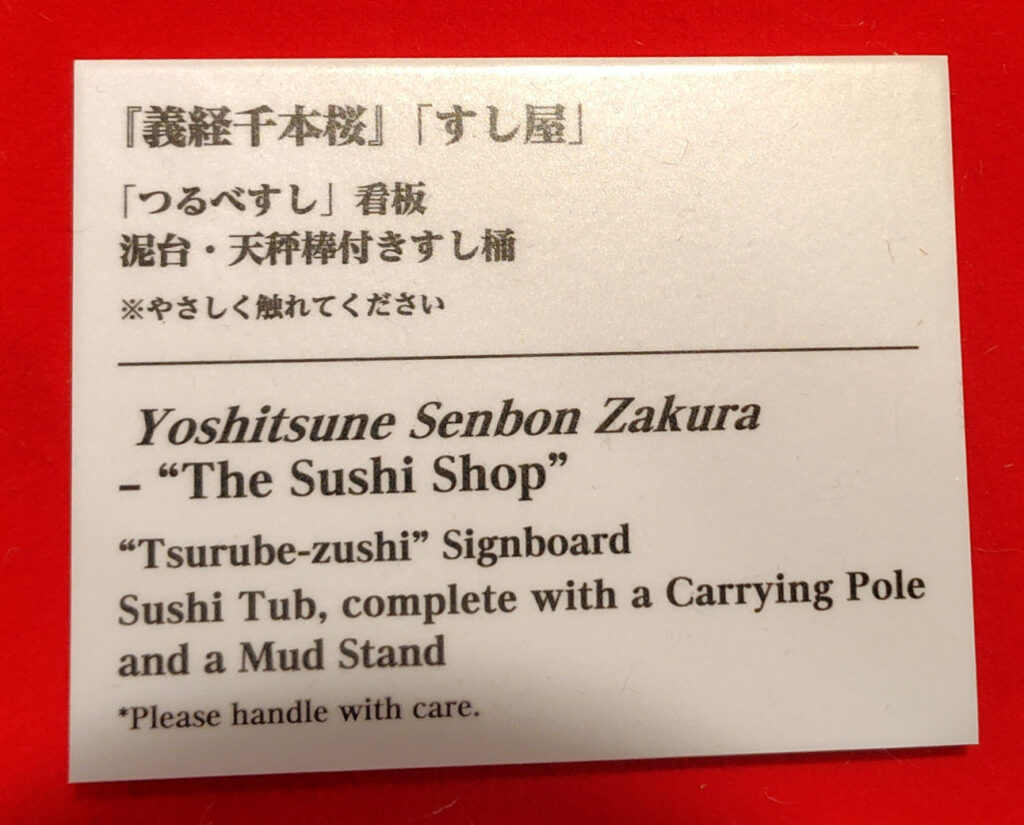 『義経千本桜』「すし屋」
「つるべすし」看板
泥台・天秤棒付きすし桶
※やさしく触れてください
Yoshitsune Senbon Zakura
– “The Sushi Shop”
“Tsurube-zushi” Signboard
Sushi Tub, complete with a Carrying Pole
and a Mud Stand
*Please handle with care.